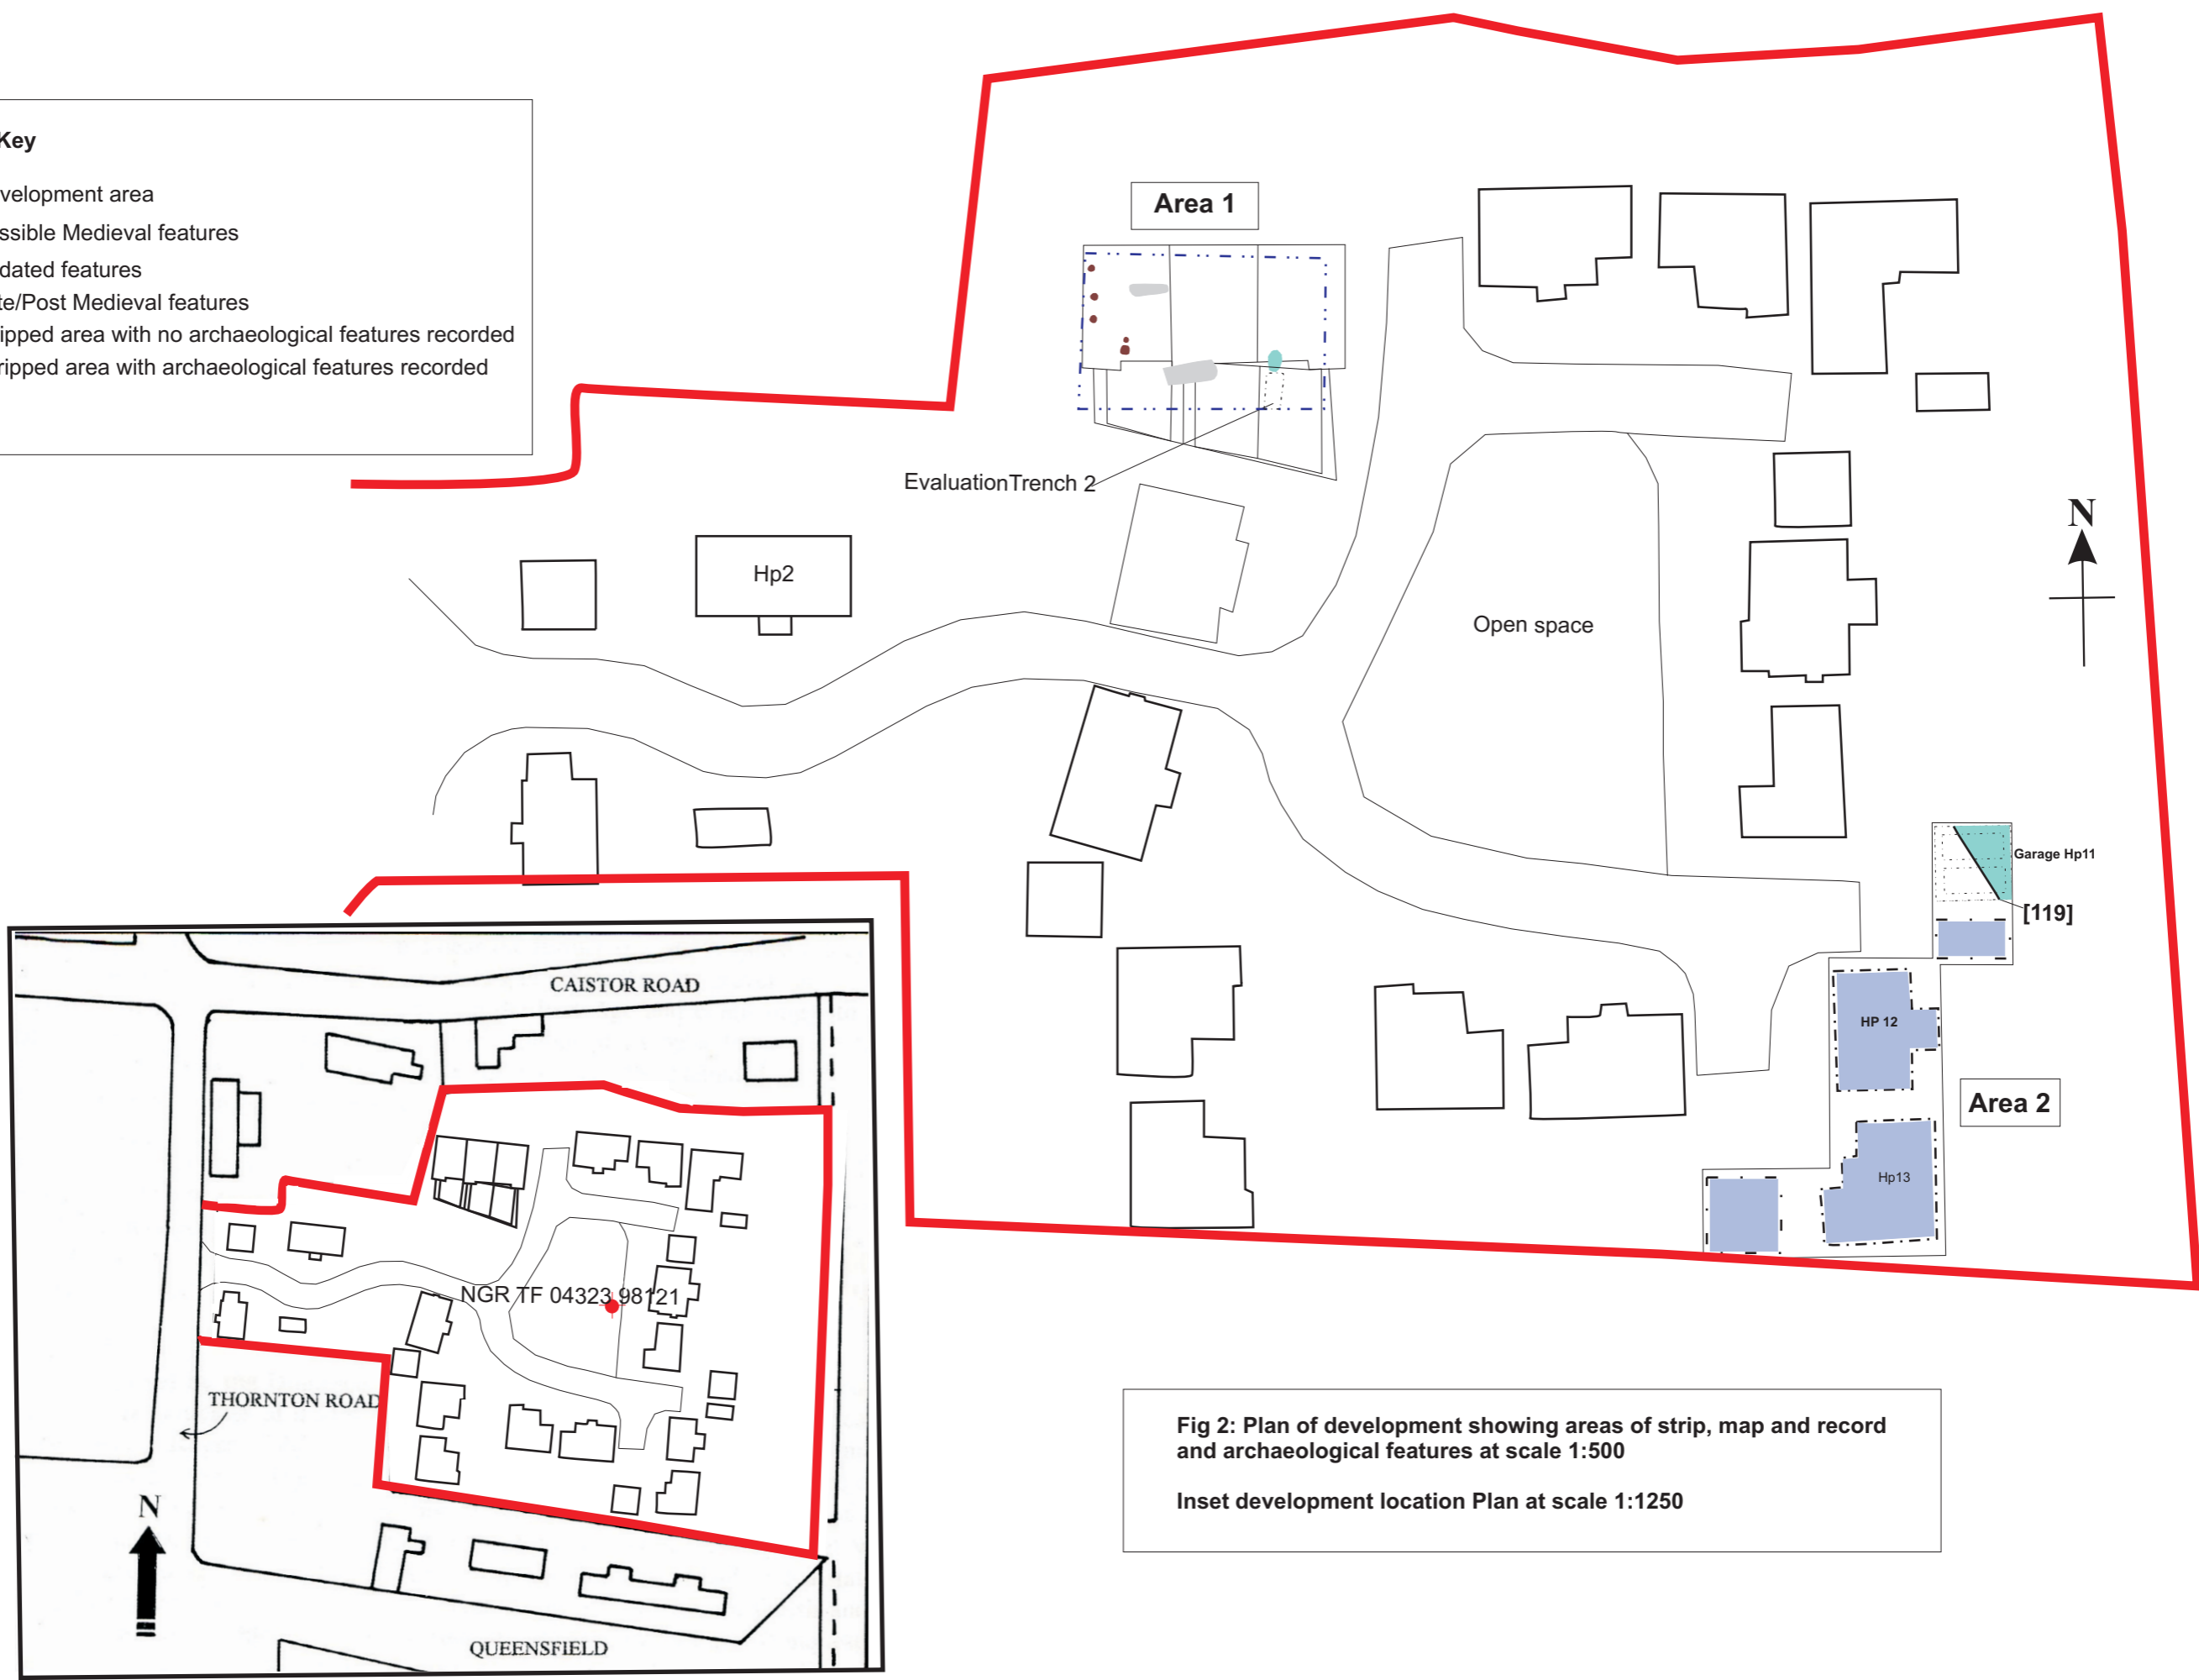 Key
velopment area
ssible Medieval features
dated features
te/Post Medieval features
ipped area with no archaeological features recorded
ripped area with archaeological features recorded
Area 1
EvaluationTrench 2
Hp2
Open space
N
Garage Hp11
[119]
HP 12
Area 2
Hp13
CAISTOR ROAD
NGR TF 04323 98121
THORNTON ROAD
N
QUEENSFIELD
Fig 2: Plan of development showing areas of strip, map and record
and archaeological features at scale 1:500
Inset development location Plan at scale 1:1250